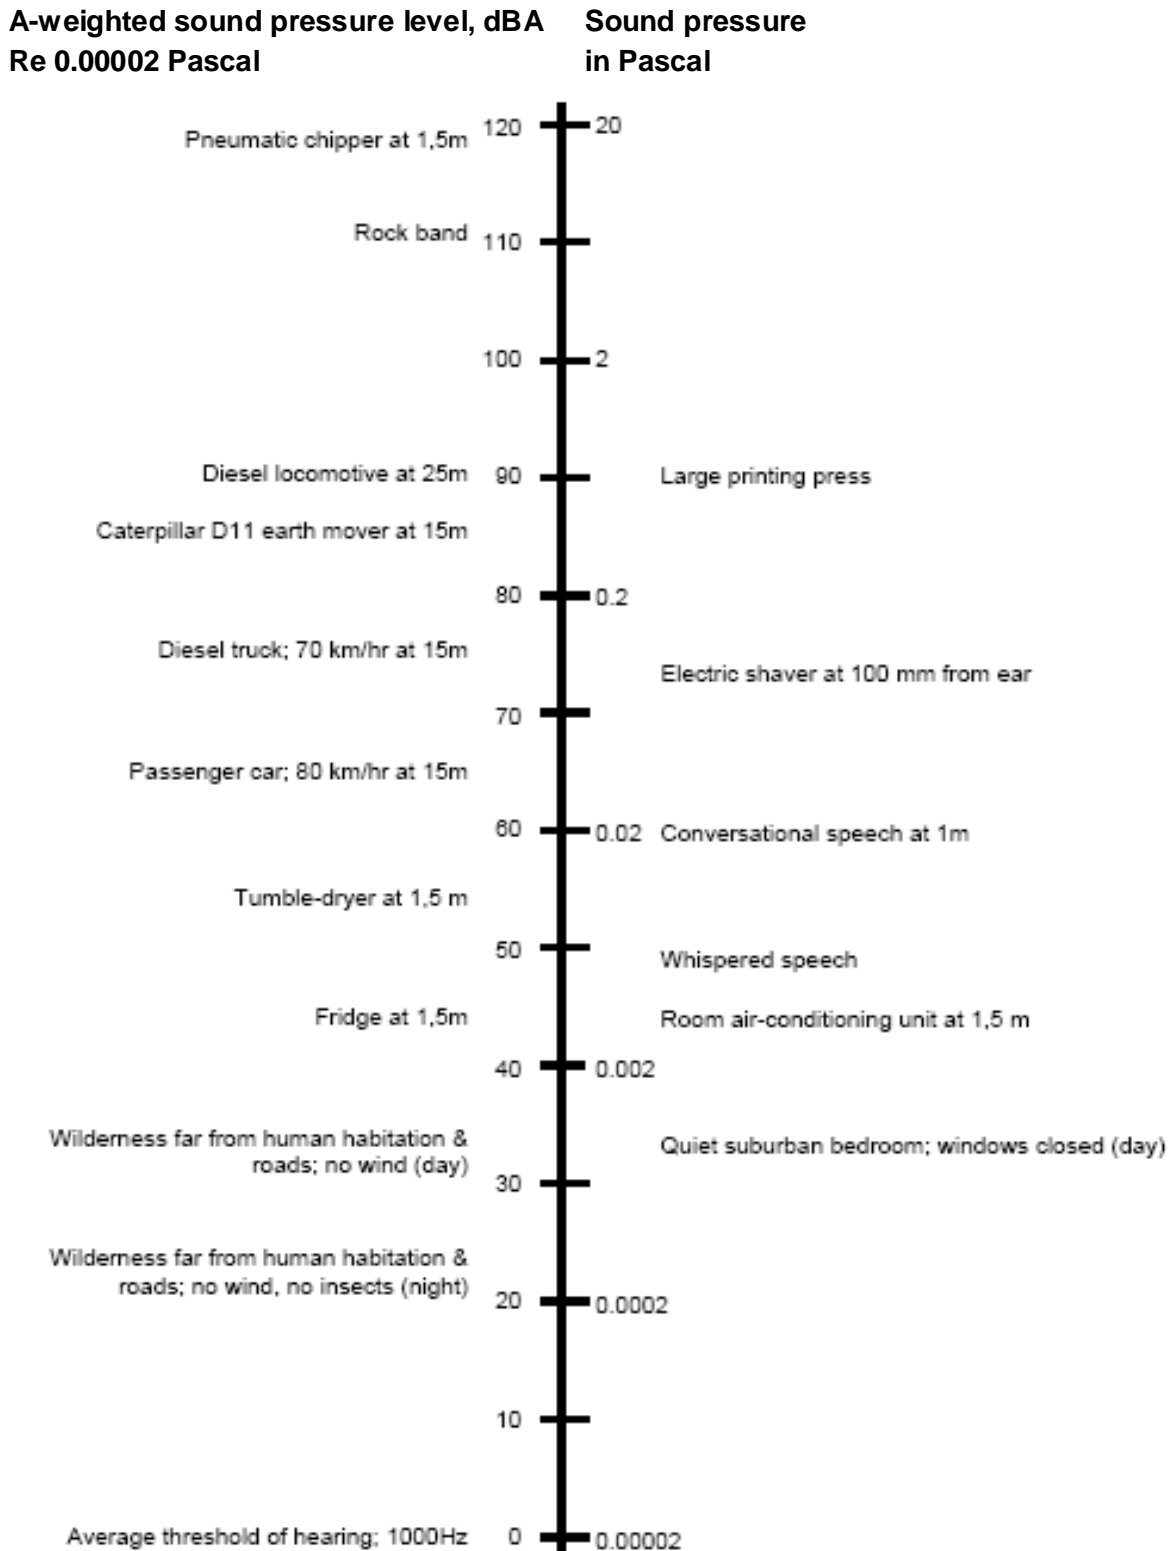 A-weighted sound pressure level, dBA Sound pressure
Re 0.00002 Pascal in Pascal
120 20
Pneumatic chipper at 1,5m
Rock band 110
100 2
Diesel locomotive at 25m 90 Large printing press
Caterpillar D11 earth mover at 15m
80 0.2
Diesel truck; 70 km/hr at 15m
Electric shaver at 100 mm from ear
70
Passenger car; 80 km/hr at 15m
60 0.02 Conversational speech at 1m
Tumble-dryer at 1,5 m
50
Whispered speech
Fridge at 1,5m Room air-conditioning unit at 1,5 m
40 0.002
Wilderness far from human habitation &
roads; no wind (day)
Quiet suburban bedroom; windows closed (day)
30
Wilderness far from human habitation &
roads; no wind, no insects (night)
20 0.0002
10
Average threshold of hearing; 1000Hz 0 0.00002